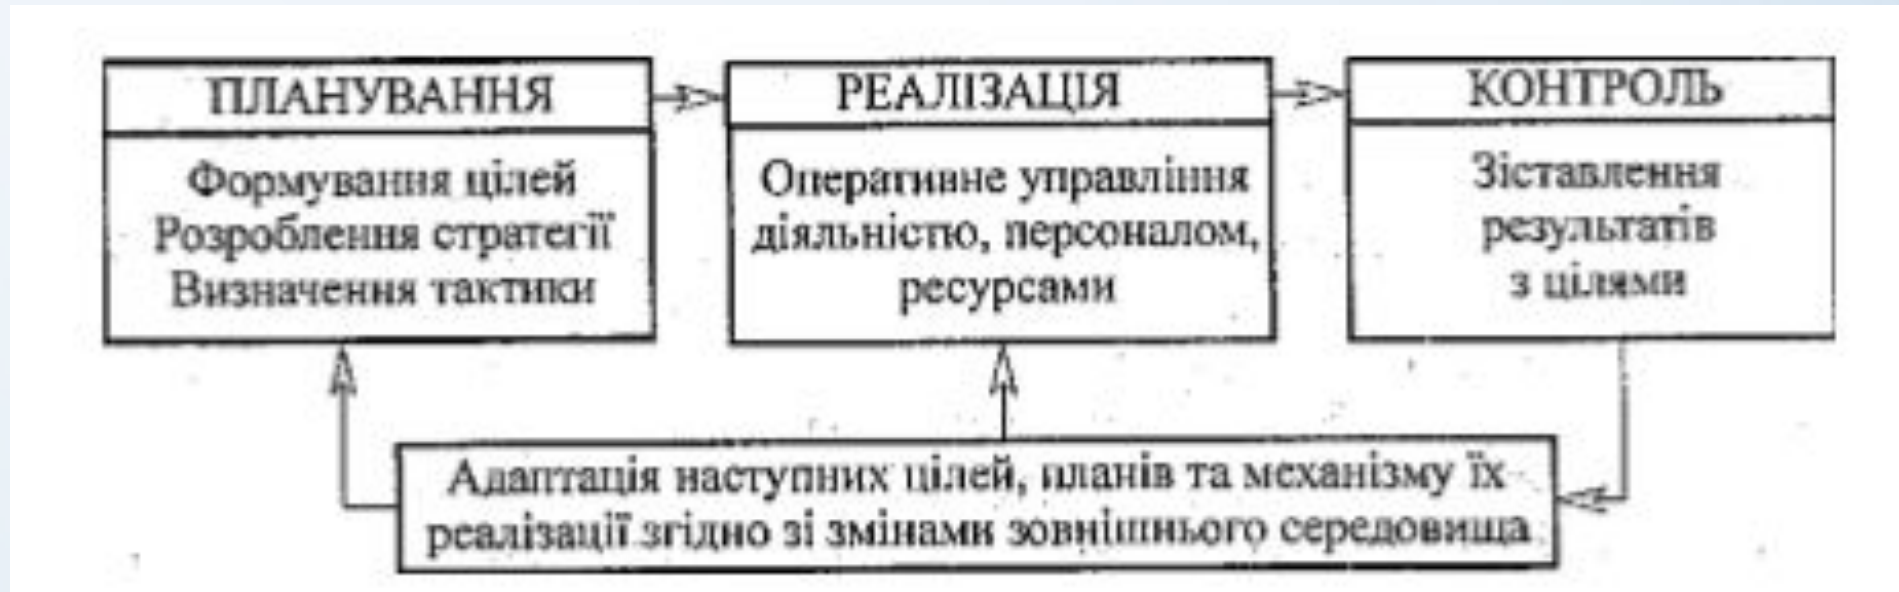 ПЛАНУВАННЯ
Формування цілей
Розроблення стратегії
Визначення тактики
РЕАЛІЗАЦІЯ
Оперативне управління
діяльністю, персоналом,
ресурсами
КОНТРОЛЬ
Зіставлення
результатів
з цілями
Адаптація наступних цілей, планів та механізму їх
реалізації згідно зі змінами зовнішнього середовища